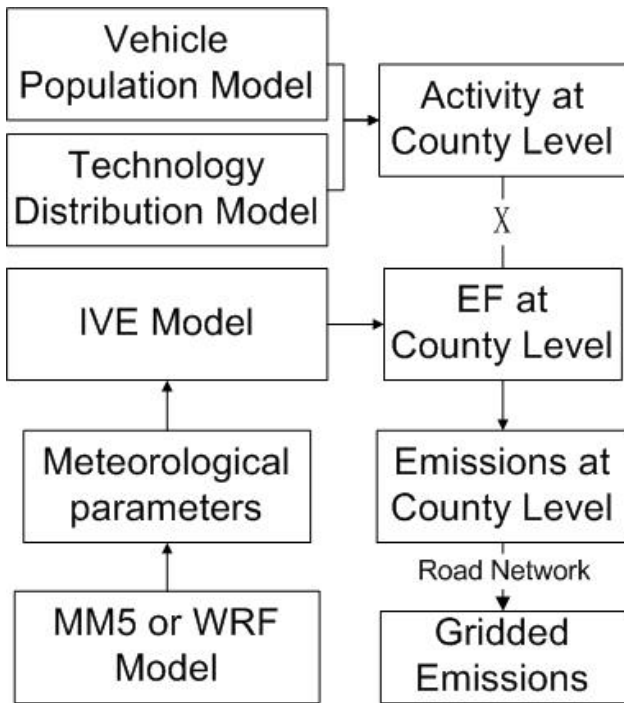 Vehicle
Population Model
Technology
Distribution Model
Activity at
County Level
X
IVE Model
EF at
County Level
Meteorological
parameters
Emissions at
County Level
Road Network
MM5 or WRF
Model
Gridded
Emissions